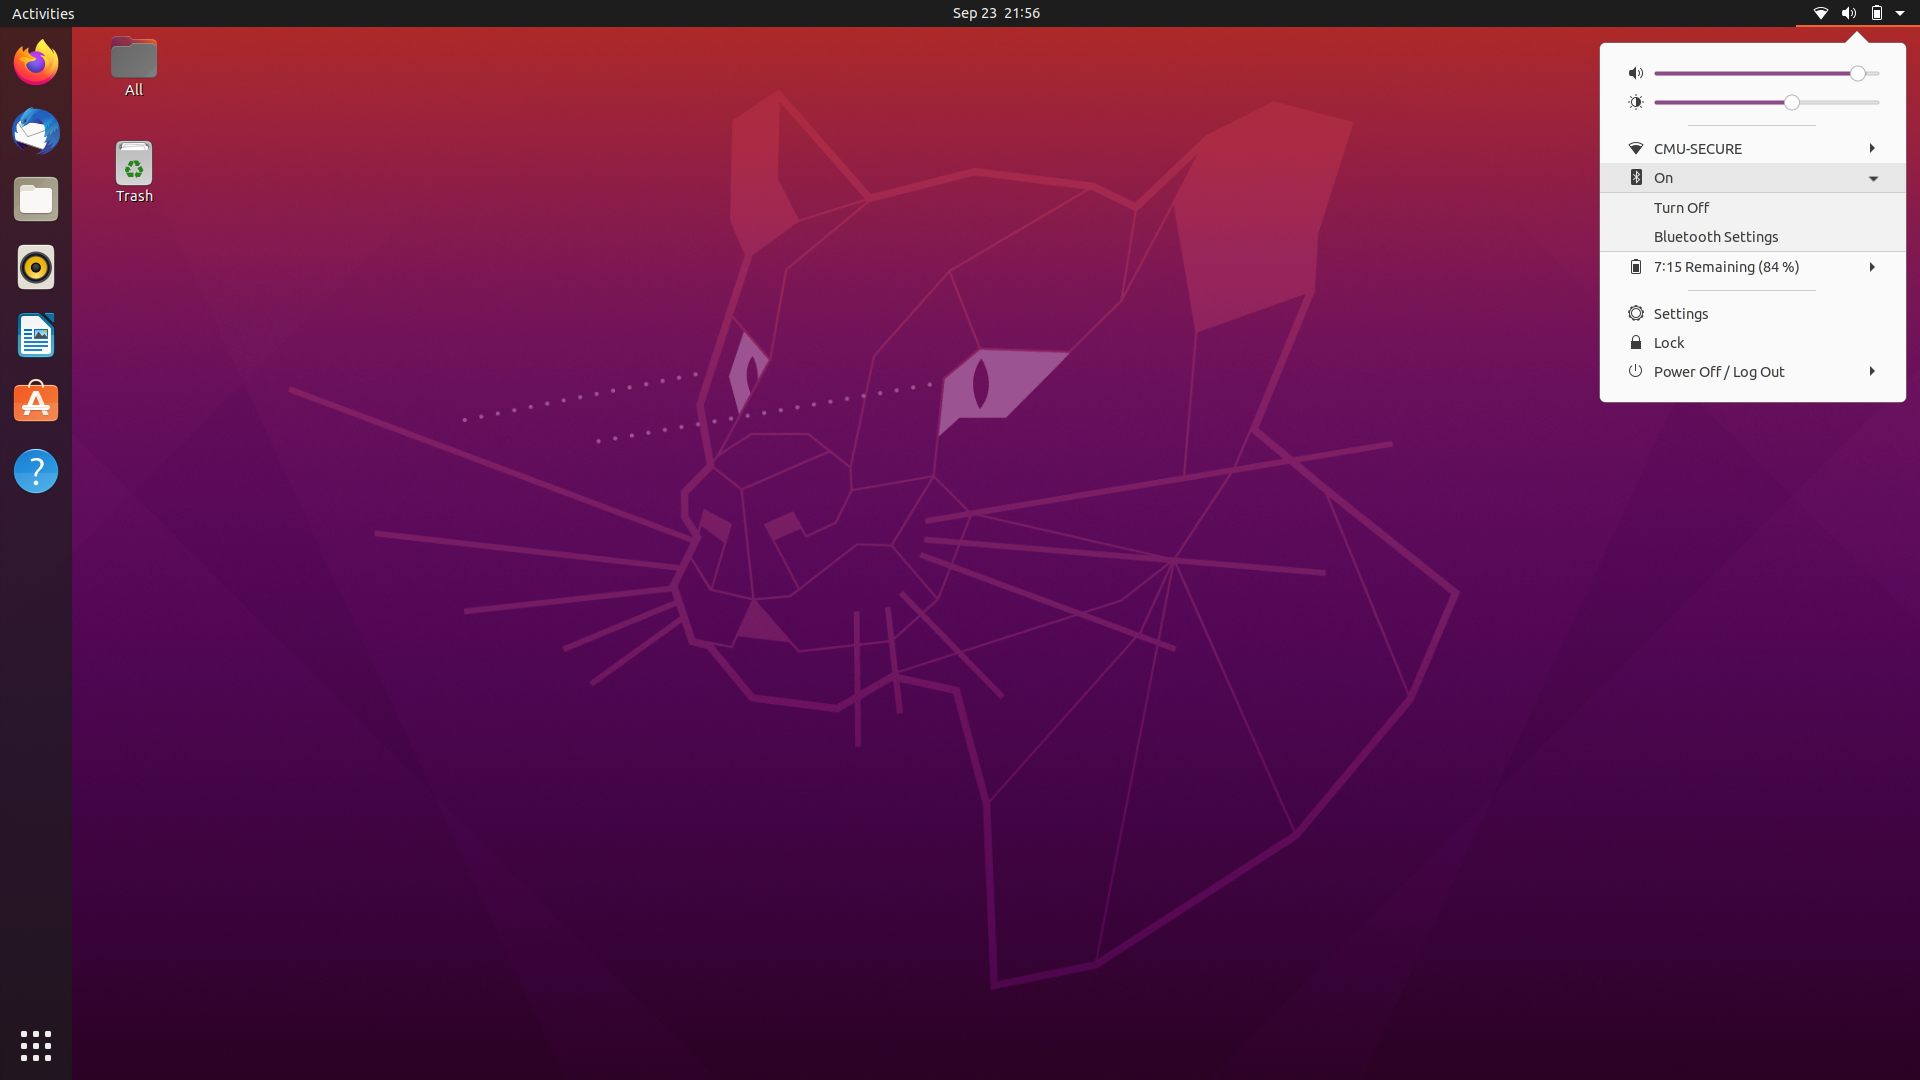 Activities
Sep 23 21:56
All
Trash
CMU-SECURE
On
Turn Off
Bluetooth Settings
7:15 Remaining (84 %)
Settings
Lock
Power Off / Log Out